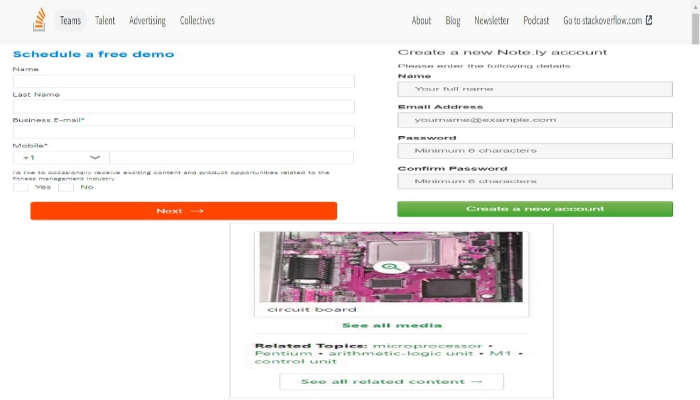 Teams Talent Advertising Collectives About Blog Newsletter Podcast Go to stackoverflow.com
Schedule a free demo
Name
Last Name
Business E-mail*
Mobile*
+1
I'd like to occasionally receive exciting content and product opportunities related to the
fitness management industry
Yes No
Next →
Create a new Note.ly account
Please enter the following details:
Name
Your full name
Email Address
yourname@example.com
Password
Minimum 6 characters
Confirm Password
Minimum 6 characters
Create a new account
circuit board
See all media
Related Topics: microprocessor •
Pentium • arithmetic-logic unit • M1 •
control unit
See all related content →